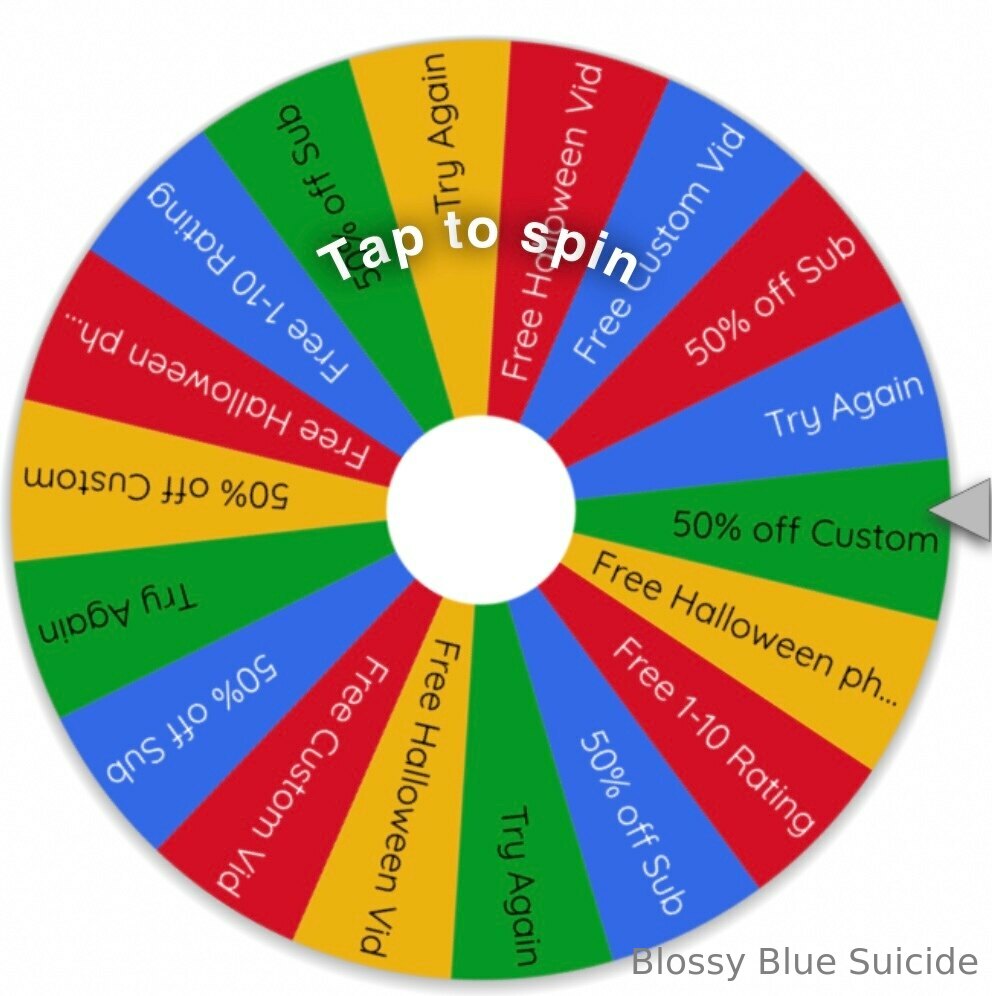 Tap to spin
Try Again
Free Halloween Vid
Free Custom Vid
50% off Sub
Try Again
50% off Custom
Free Halloween ph...
Free 1-10 Rating
50% off Sub
Try Again
Free Halloween Vid
Free Custom Vid
50% off Sub
Try Again
50% off Custom
Free Halloween ph...
Free 1-10 Rating
50% off Sub
Blossy Blue Suicide